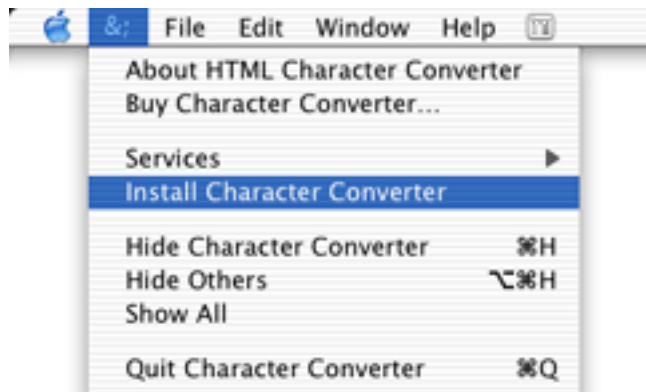 &; File Edit Window Help
About HTML Character Converter
Buy Character Converter...
Services
Install Character Converter
Hide Character Converter ⌘H
Hide Others ⌥⌘H
Show All
Quit Character Converter ⌘Q